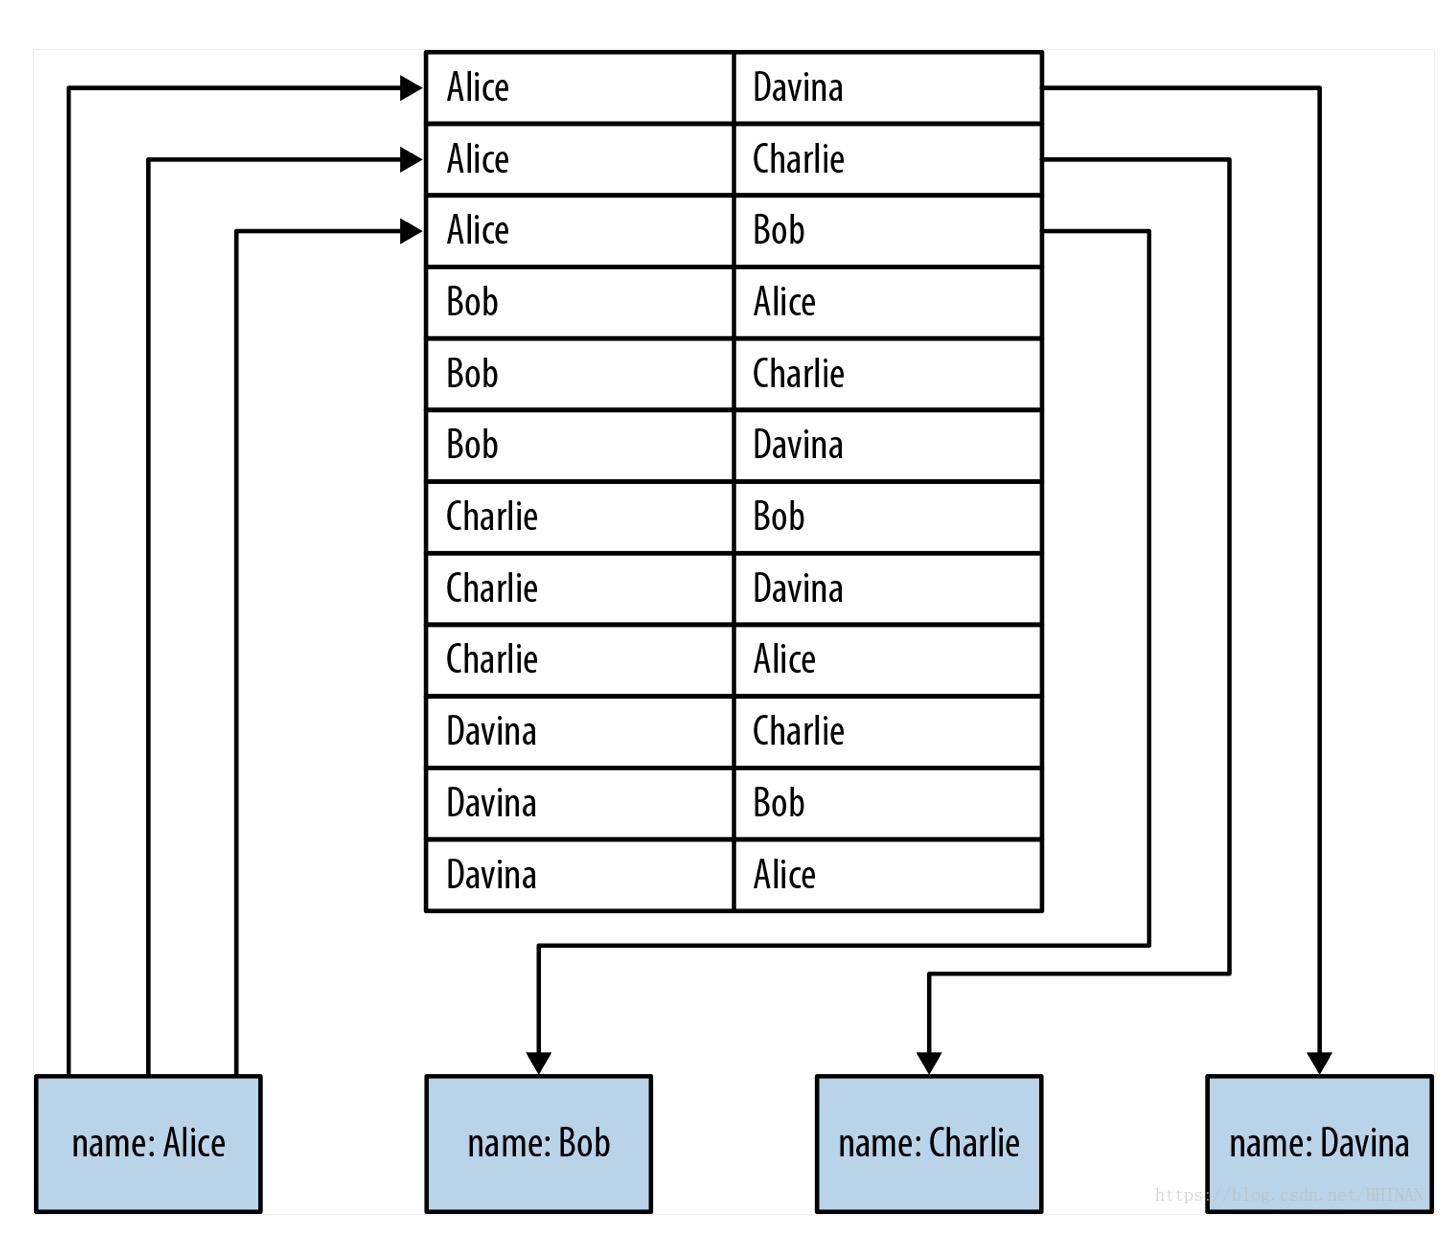 Alice Davina
Alice Charlie
Alice Bob
Bob Alice
Bob Charlie
Bob Davina
Charlie Bob
Charlie Davina
Charlie Alice
Davina Charlie
Davina Bob
Davina Alice
name: Alice name: Bob name: Charlie name: Davina
https://blog.csdn.net/HHTNAN